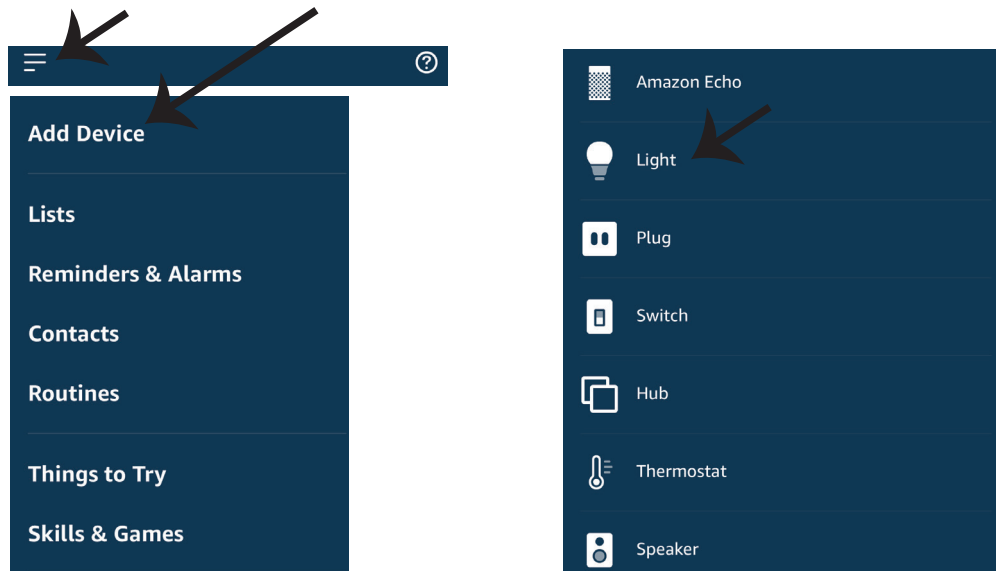 Add Device
Lists
Reminders & Alarms
Contacts
Routines
Things to Try
Skills & Games
Amazon Echo
Light
Plug
Switch
Hub
Thermostat
Speaker